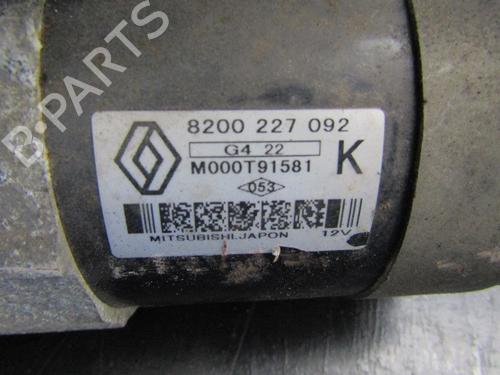 B-PARTS
8200 227 092
G4 22
M000T91581 K
053
MITSUBISHI.JAPON 12V